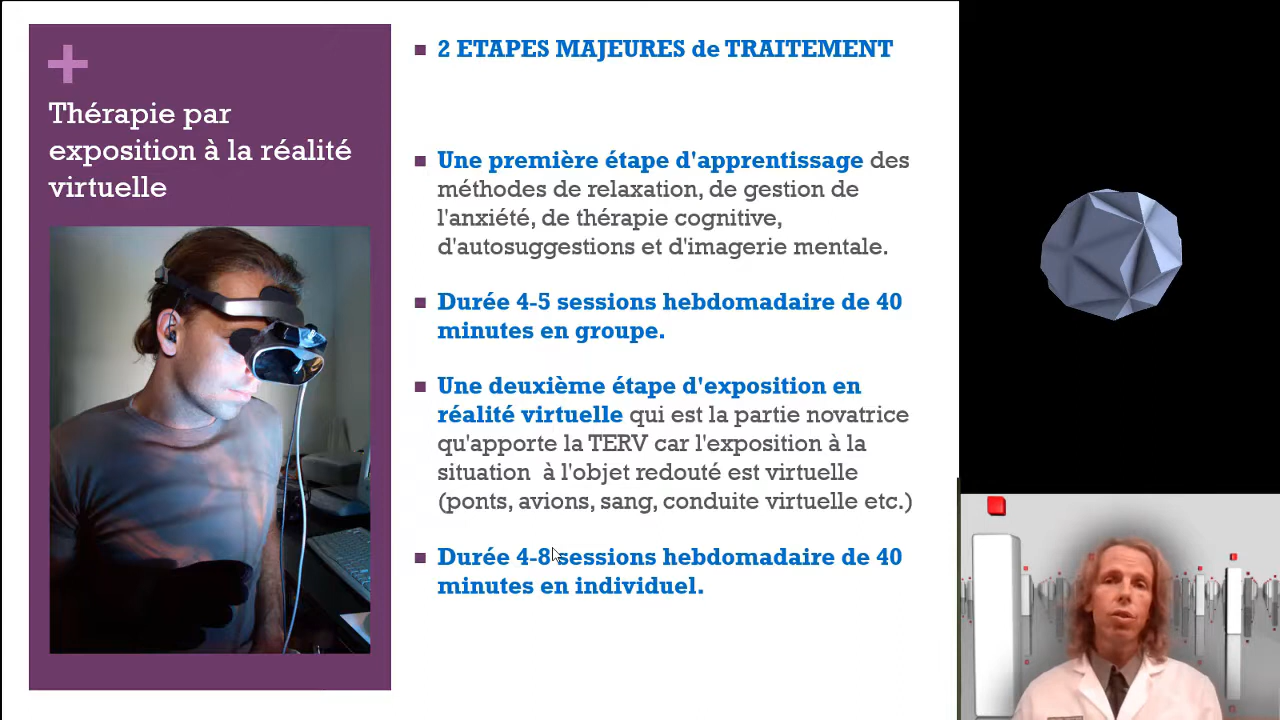 +
Thérapie par
exposition à la réalité
virtuelle
2 ETAPES MAJEURES de TRAITEMENT
Une première étape d'apprentissage des
méthodes de relaxation, de gestion de
l'anxiété, de thérapie cognitive,
d'autosuggestions et d'imagerie mentale.
Durée 4-5 sessions hebdomadaire de 40
minutes en groupe.
Une deuxième étape d'exposition en
réalité virtuelle qui est la partie novatrice
qu'apporte la TERV car l'exposition à la
situation à l'objet redouté est virtuelle
(ponts, avions, sang, conduite virtuelle etc.)
Durée 4-8 sessions hebdomadaire de 40
minutes en individuel.